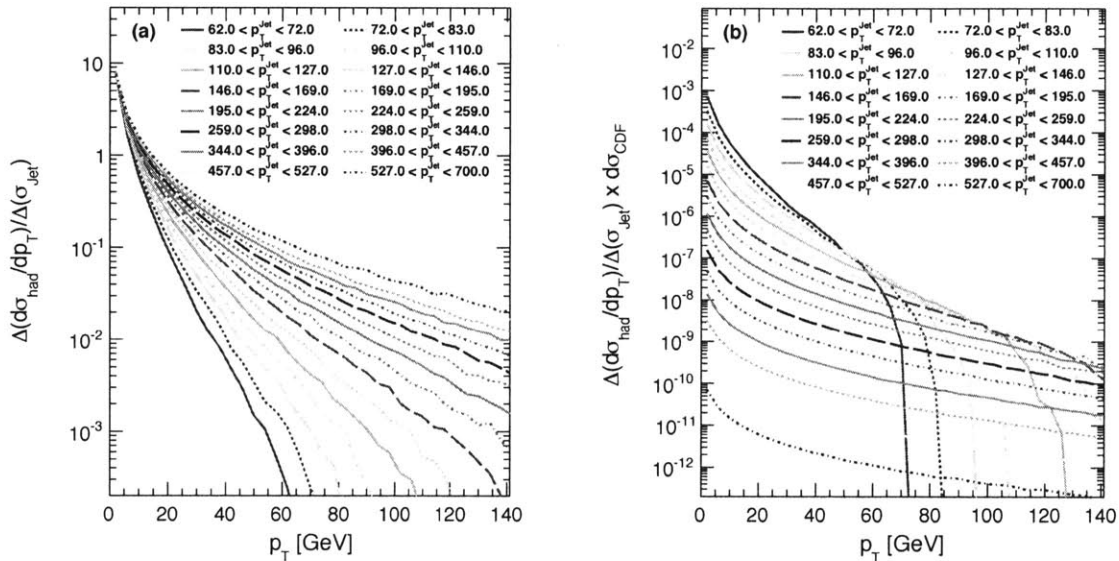 (a)
62.0 < p_T^Jet < 72.0
72.0 < p_T^Jet < 83.0
83.0 < p_T^Jet < 96.0
96.0 < p_T^Jet < 110.0
110.0 < p_T^Jet < 127.0
127.0 < p_T^Jet < 146.0
146.0 < p_T^Jet < 169.0
169.0 < p_T^Jet < 195.0
195.0 < p_T^Jet < 224.0
224.0 < p_T^Jet < 259.0
259.0 < p_T^Jet < 298.0
298.0 < p_T^Jet < 344.0
344.0 < p_T^Jet < 396.0
396.0 < p_T^Jet < 457.0
457.0 < p_T^Jet < 527.0
527.0 < p_T^Jet < 700.0
Δ(dσ_had/dp_T)/Δ(σ_Jet)
10
1
10^-1
10^-2
10^-3
0 20 40 60 80 100 120 140
p_T [GeV]
(b)
62.0 < p_T^Jet < 72.0
72.0 < p_T^Jet < 83.0
83.0 < p_T^Jet < 96.0
96.0 < p_T^Jet < 110.0
110.0 < p_T^Jet < 127.0
127.0 < p_T^Jet < 146.0
146.0 < p_T^Jet < 169.0
169.0 < p_T^Jet < 195.0
195.0 < p_T^Jet < 224.0
224.0 < p_T^Jet < 259.0
259.0 < p_T^Jet < 298.0
298.0 < p_T^Jet < 344.0
344.0 < p_T^Jet < 396.0
396.0 < p_T^Jet < 457.0
457.0 < p_T^Jet < 527.0
527.0 < p_T^Jet < 700.0
Δ(dσ_had/dp_T)/Δ(σ_Jet) x dσ_CDF
10^-2
10^-3
10^-4
10^-5
10^-6
10^-7
10^-8
10^-9
10^-10
10^-11
10^-12
0 20 40 60 80 100 120 140
p_T [GeV]